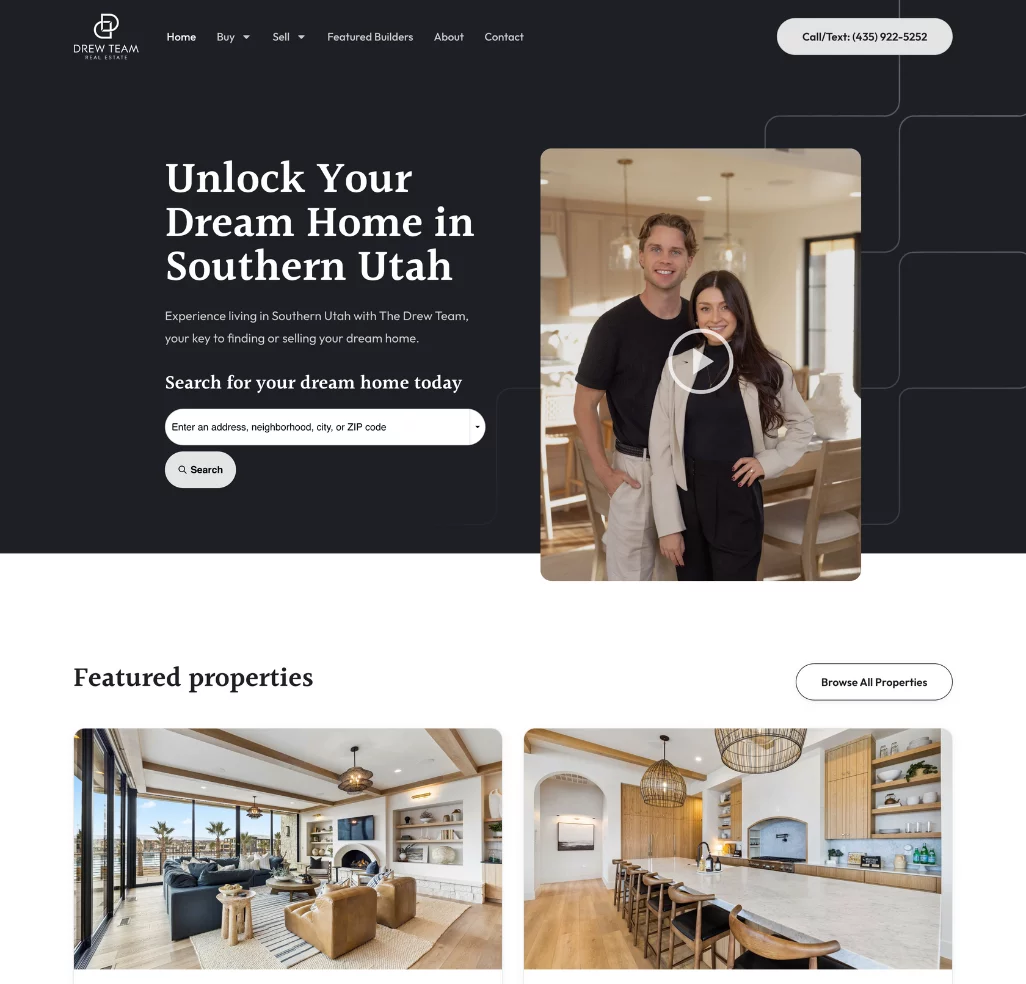 DREW TEAM
REAL ESTATE
Home
Buy
Sell
Featured Builders
About
Contact
Call/Text: (435) 922-5252
Unlock Your
Dream Home in
Southern Utah
Experience living in Southern Utah with The Drew Team,
your key to finding or selling your dream home.
Search for your dream home today
Enter an address, neighborhood, city, or ZIP code
Search
Featured properties
Browse All Properties